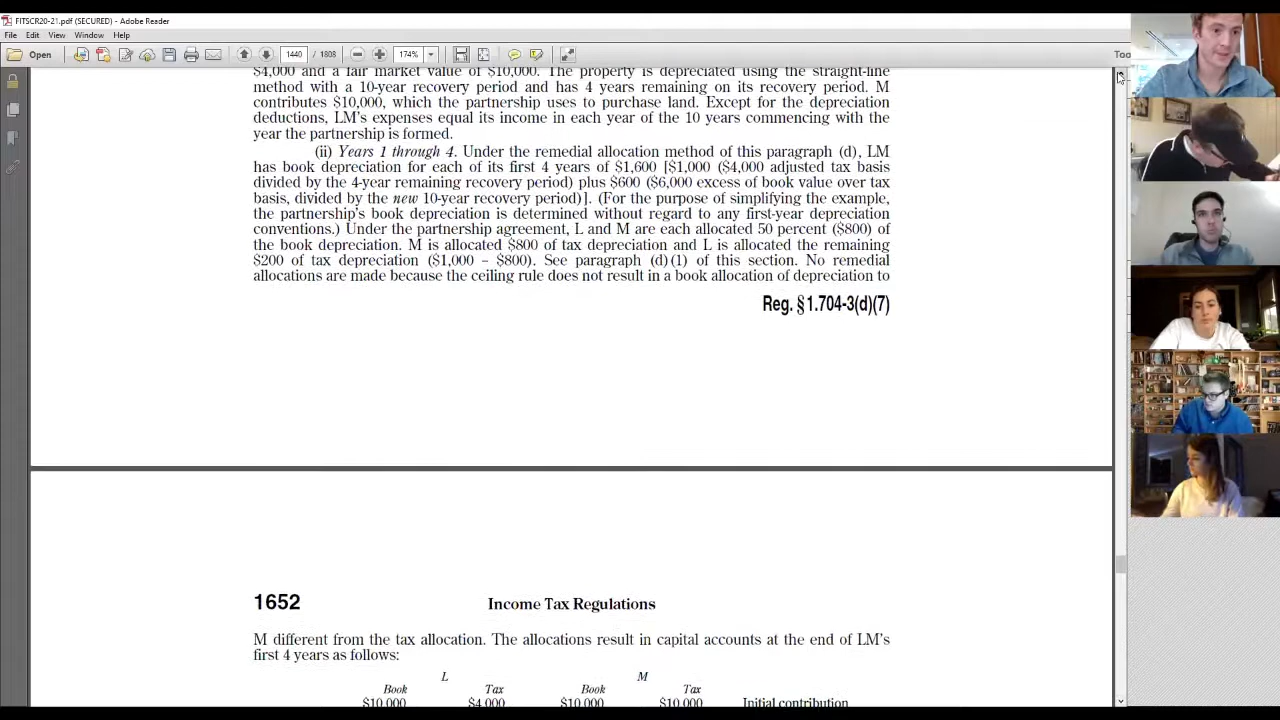 FITSCR20-21.pdf (SECURED) - Adobe Reader
File Edit View Window Help
Open 1440 / 1808 174% Too
$4,000 and a fair market value of $10,000. The property is depreciated using the straight-line
method with a 10-year recovery period and has 4 years remaining on its recovery period. M
contributes $10,000, which the partnership uses to purchase land. Except for the depreciation
deductions, LM’s expenses equal its income in each year of the 10 years commencing with the
year the partnership is formed.
(ii) Years 1 through 4. Under the remedial allocation method of this paragraph (d), LM
has book depreciation for each of its first 4 years of $1,600 [$1,000 ($4,000 adjusted tax basis
divided by the 4-year remaining recovery period) plus $600 ($6,000 excess of book value over tax
basis, divided by the new 10-year recovery period)]. (For the purpose of simplifying the example,
the partnership’s book depreciation is determined without regard to any first-year depreciation
conventions.) Under the partnership agreement, L and M are each allocated 50 percent ($800) of
the book depreciation. M is allocated $800 of tax depreciation and L is allocated the remaining
$200 of tax depreciation ($1,000 – $800). See paragraph (d)(1) of this section. No remedial
allocations are made because the ceiling rule does not result in a book allocation of depreciation to
Reg. §1.704-3(d)(7)
1652 Income Tax Regulations
M different from the tax allocation. The allocations result in capital accounts at the end of LM’s
first 4 years as follows:
L M
Book Tax Book Tax
$10,000 $4,000 $10,000 $10,000 Initial contribution